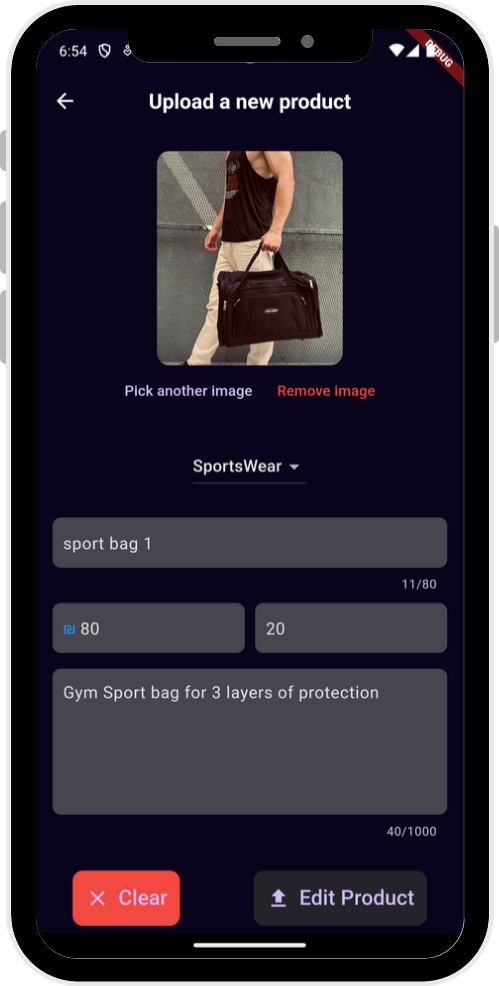 6:54
DEBUG
Upload a new product
Pick another image Remove image
SportsWear
sport bag 1
11/80
₪ 80 20
Gym Sport bag for 3 layers of protection
40/1000
Clear Edit Product